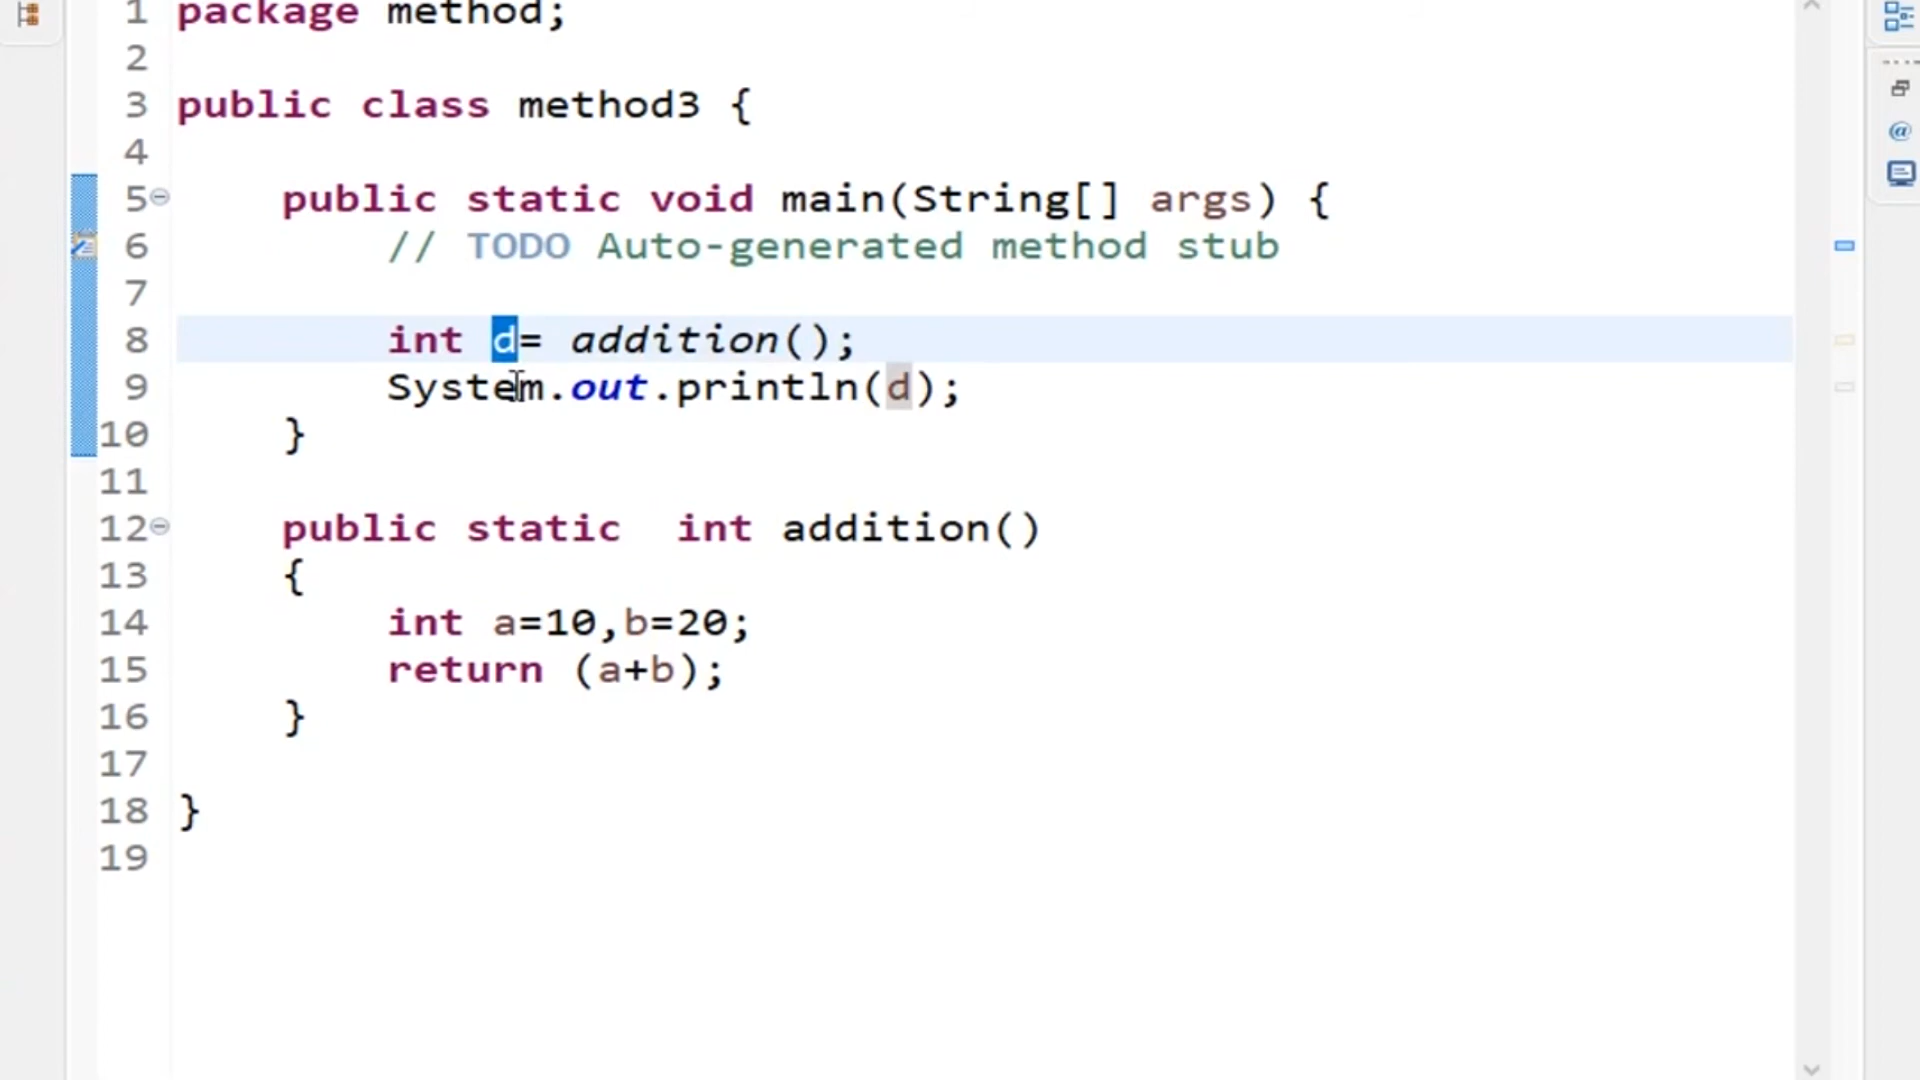 1 package method;
2
3 public class method3 {
4
5 public static void main(String[] args) {
6 // TODO Auto-generated method stub
7
8 int d= addition();
9 System.out.println(d);
10 }
11
12 public static  int addition()
13 {
14 int a=10,b=20;
15 return (a+b);
16 }
17
18 }
19